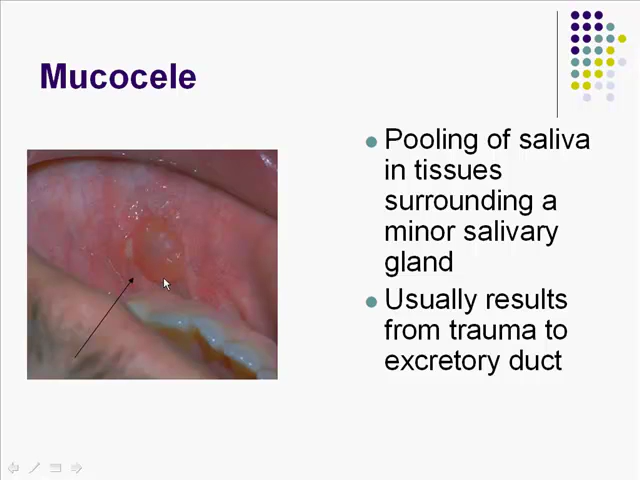 Mucocele
Pooling of saliva
in tissues
surrounding a
minor salivary
gland
Usually results
from trauma to
excretory duct